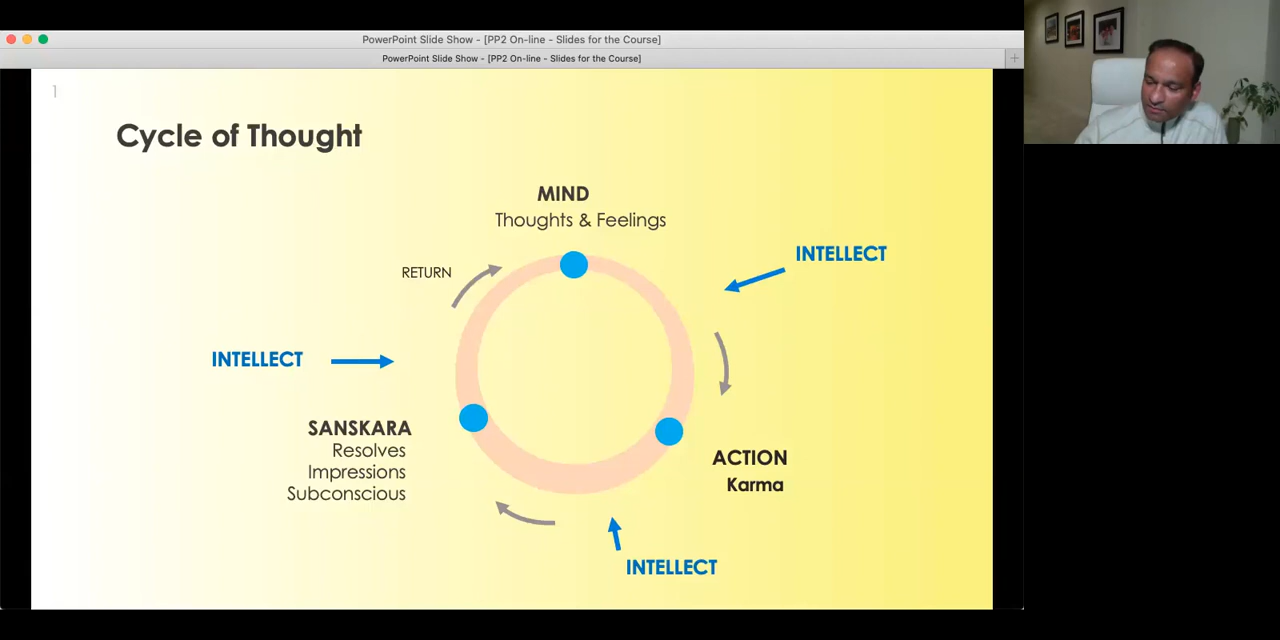 PowerPoint Slide Show - [PP2 On-line - Slides for the Course]
PowerPoint Slide Show - [PP2 On-line - Slides for the Course]
+
1
Cycle of Thought
MIND
Thoughts & Feelings
INTELLECT
RETURN
INTELLECT
SANSKARA
Resolves
Impressions
Subconscious
ACTION
Karma
INTELLECT